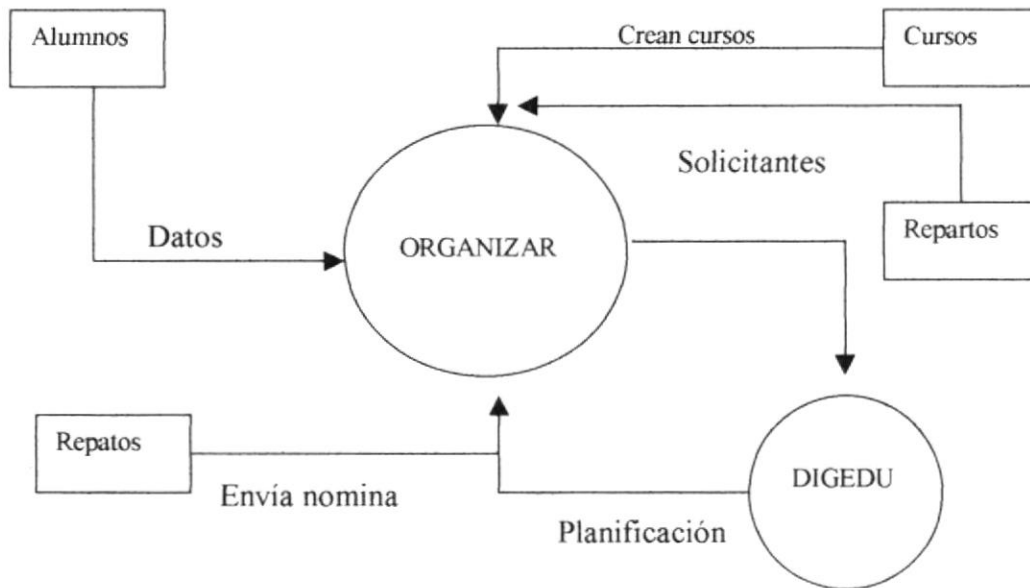 Alumnos
Crean cursos
Cursos
Solicitantes
Datos
ORGANIZAR
Repartos
Repatos
Envía nomina
DIGEDU
Planificación